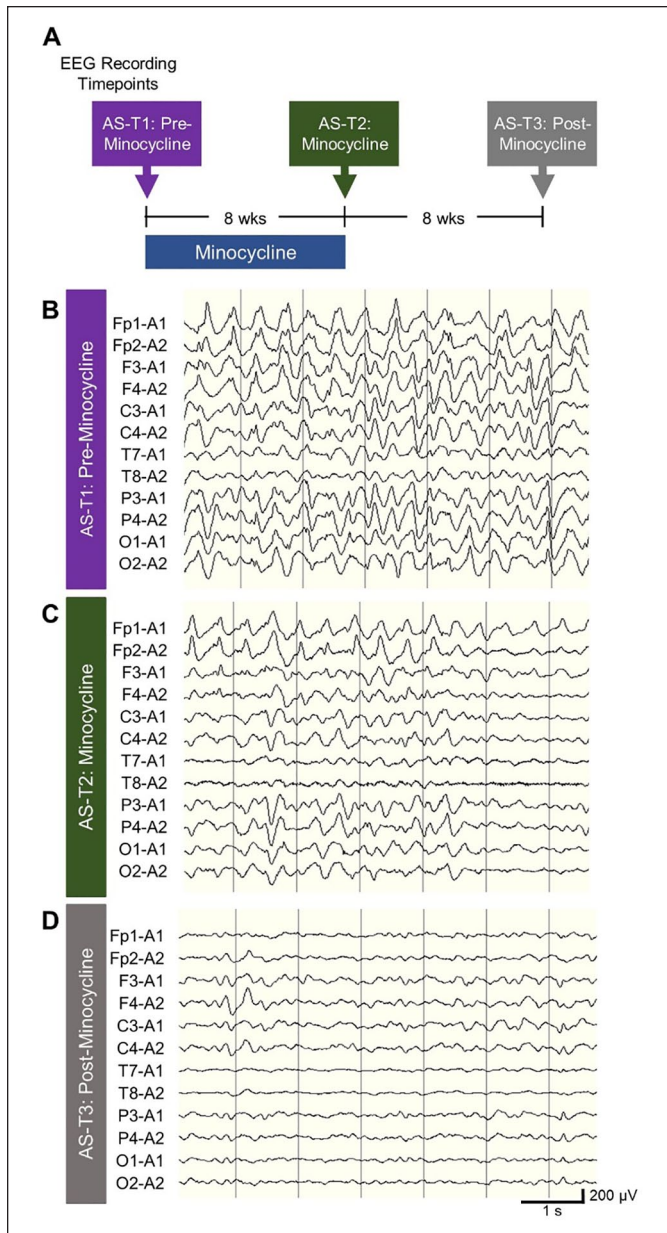 A
EEG Recording
Timepoints
AS-T1: Pre-
Minocycline
AS-T2:
Minocycline
AS-T3: Post-
Minocycline
8 wks
8 wks
Minocycline
B
AS-T1: Pre-Minocycline
Fp1-A1
Fp2-A2
F3-A1
F4-A2
C3-A1
C4-A2
T7-A1
T8-A2
P3-A1
P4-A2
O1-A1
O2-A2
C
AS-T2: Minocycline
Fp1-A1
Fp2-A2
F3-A1
F4-A2
C3-A1
C4-A2
T7-A1
T8-A2
P3-A1
P4-A2
O1-A1
O2-A2
D
AS-T3: Post-Minocycline
Fp1-A1
Fp2-A2
F3-A1
F4-A2
C3-A1
C4-A2
T7-A1
T8-A2
P3-A1
P4-A2
O1-A1
O2-A2
200 µV
1 s